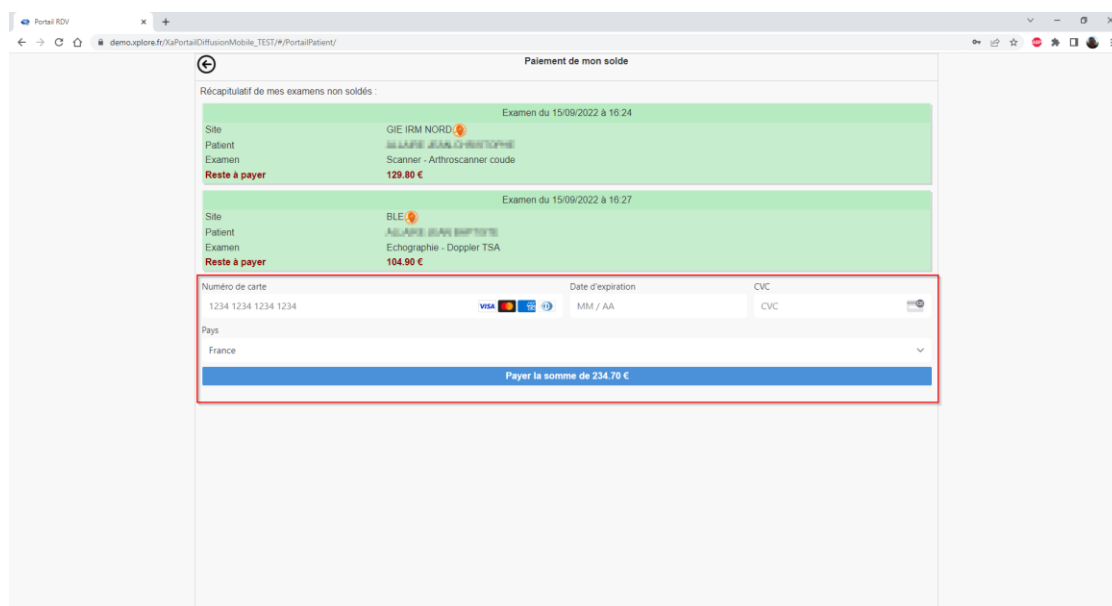 Portail RDV
demo.xplore.fr/XaPortailDiffusionMobile_TEST/#/PortailPatient/
Paiement de mon solde
Récapitulatif de mes examens non soldés :
Examen du 15/09/2022 à 16:24
Site GIE IRM NORD
Patient
Examen Scanner - Arthroscanner coude
Reste à payer 129.80 €
Examen du 15/09/2022 à 16:27
Site BLE
Patient
Examen Echographie - Doppler TSA
Reste à payer 104.90 €
Numéro de carte Date d'expiration CVC
1234 1234 1234 1234 VISA MM / AA CVC
Pays
France
Payer la somme de 234.70 €